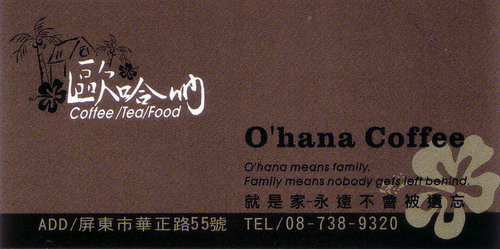 歐哈吶
Coffee/Tea/Food
O'hana Coffee
O'hana means family.
Family means nobody gets left behind.
就是家-永遠不會被遺忘
ADD/屏東市華正路55號 TEL/08-738-9320